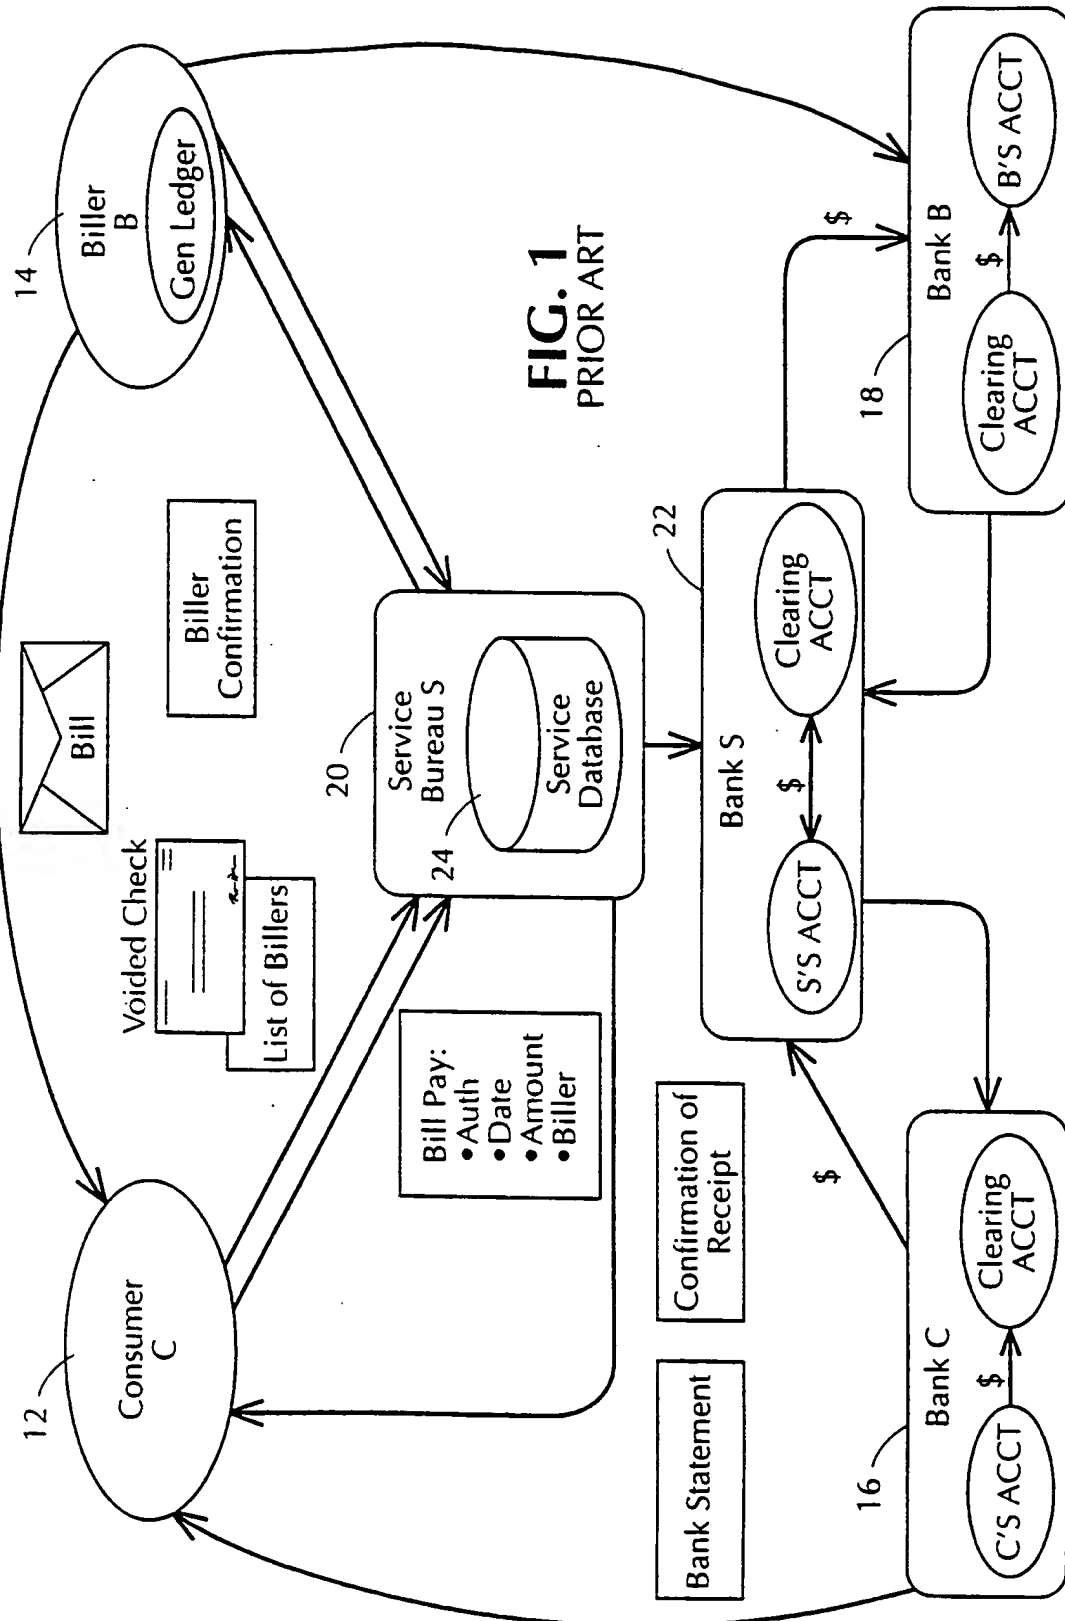 14
Biller
B
Gen Ledger
Bill
Biller
Confirmation
Voided Check
List of Billers
12
Consumer
C
20
Service
Bureau S
24
Service
Database
Bill Pay:
•Auth
•Date
•Amount
•Biller
FIG. 1
PRIOR ART
Bank Statement
Confirmation of
Receipt
22
Bank S
S'S ACCT
$
Clearing
ACCT
$
$
16
Bank C
C'S ACCT
$
Clearing
ACCT
18
Bank B
Clearing
ACCT
$
B'S ACCT